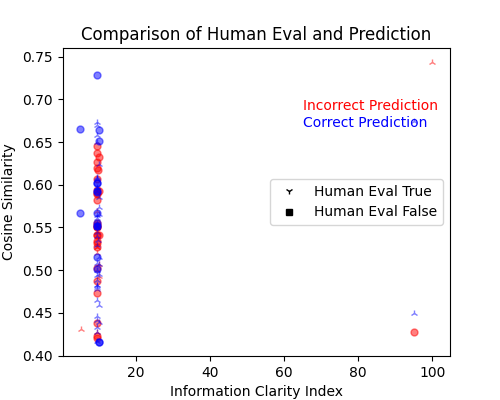 Comparison of Human Eval and Prediction
0.75
0.70
0.65
0.60
0.55
0.50
0.45
0.40
Cosine Similarity
Incorrect Prediction
Correct Prediction
Human Eval True
Human Eval False
20
40
60
80
100
Information Clarity Index